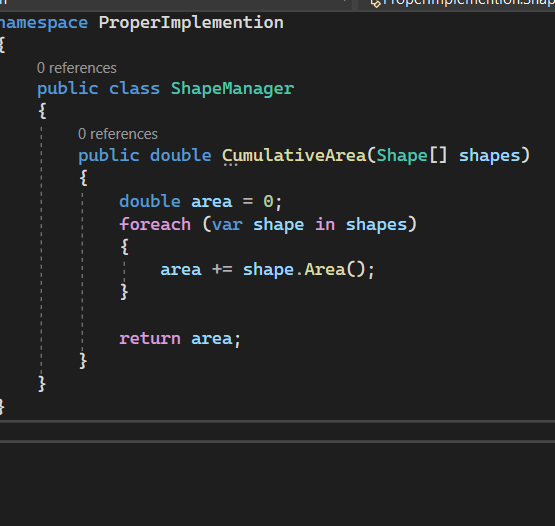 ProperImplemention.Shap
namespace ProperImplemention
{
0 references
public class ShapeManager
{
0 references
public double CumulativeArea(Shape[] shapes)
{
double area = 0;
foreach (var shape in shapes)
{
area += shape.Area();
}
return area;
}
}
}